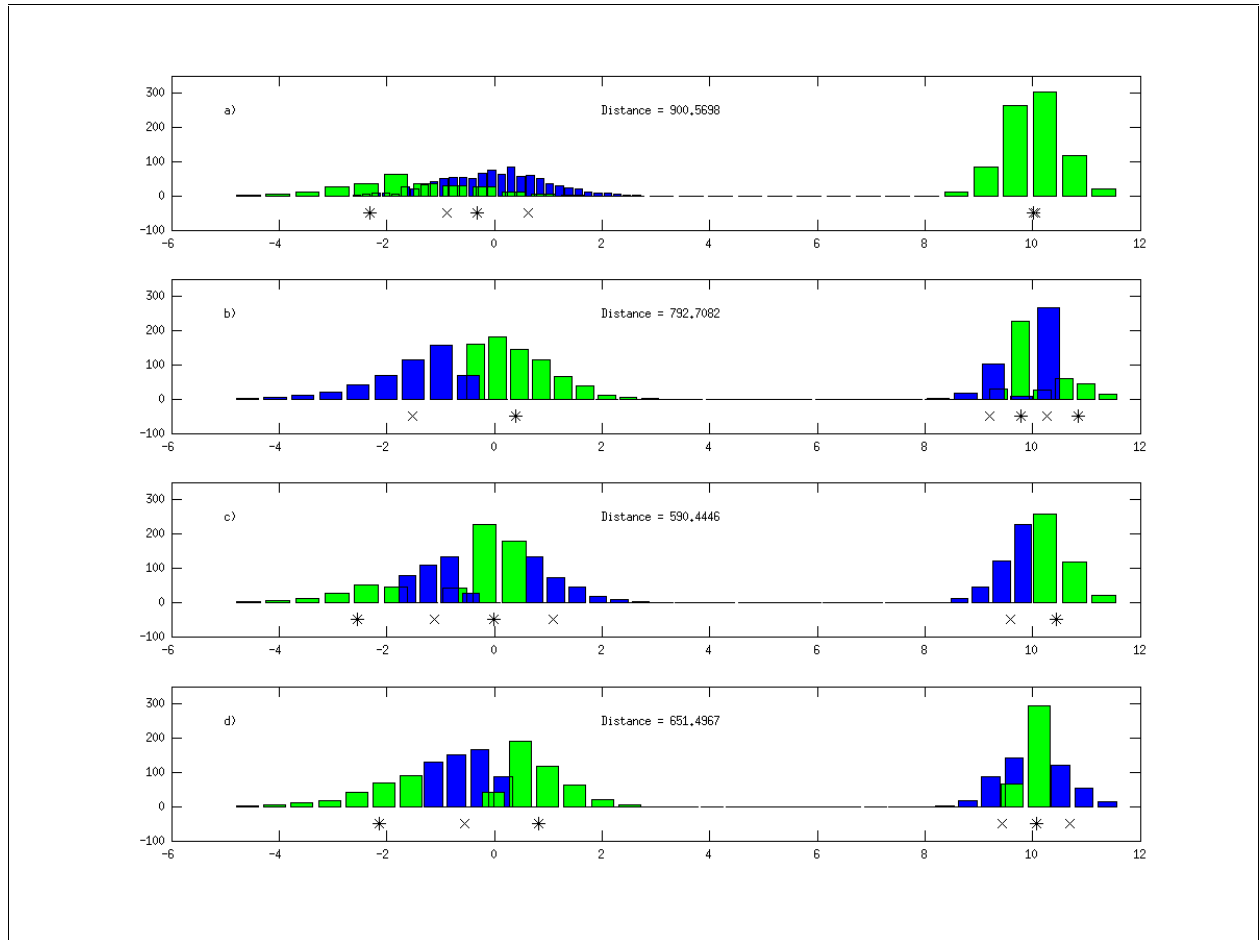 300
200
100
0
-100
a)
Distance = 900.5698
-6 -4 -2 0 2 4 6 8 10 12
300
200
100
0
-100
b)
Distance = 792.7082
-6 -4 -2 0 2 4 6 8 10 12
300
200
100
0
-100
c)
Distance = 590.4446
-6 -4 -2 0 2 4 6 8 10 12
300
200
100
0
-100
d)
Distance = 651.4967
-6 -4 -2 0 2 4 6 8 10 12